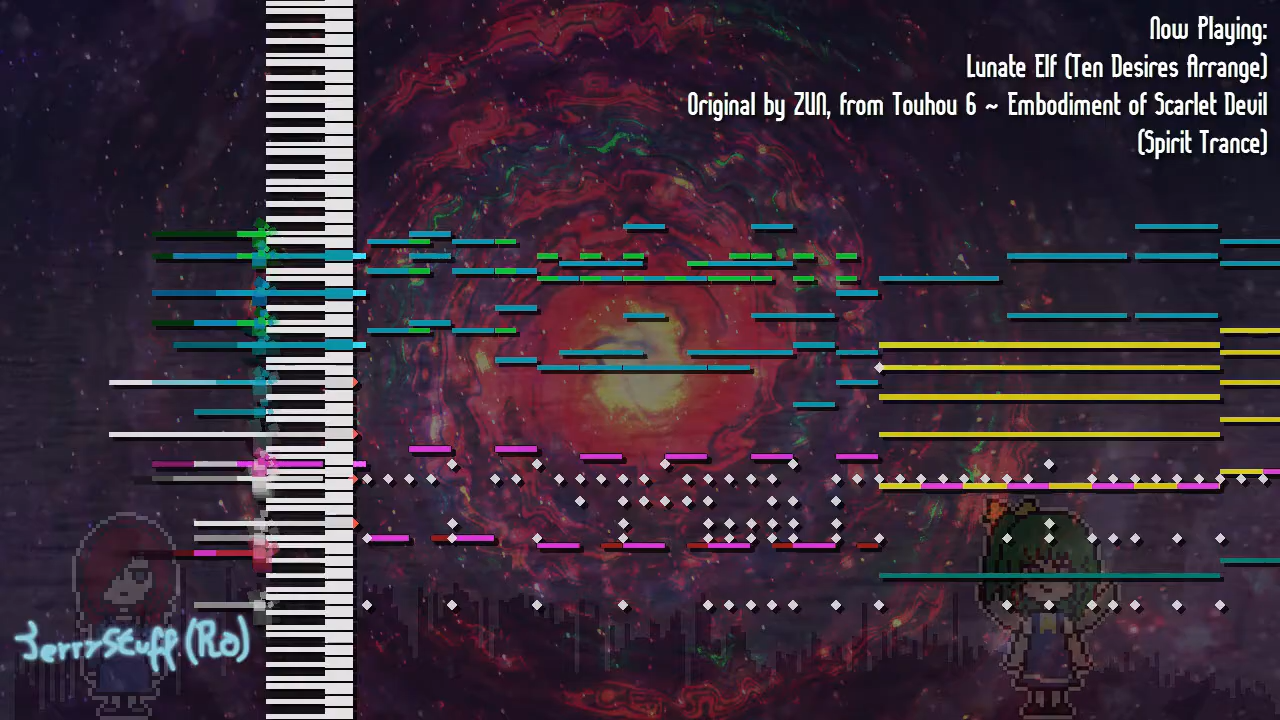 Now Playing:
Lunate Elf (Ten Desires Arrange)
Original by ZUN, from Touhou 6 ~ Embodiment of Scarlet Devil
(Spirit Trance)
JerryStuff (Ro)